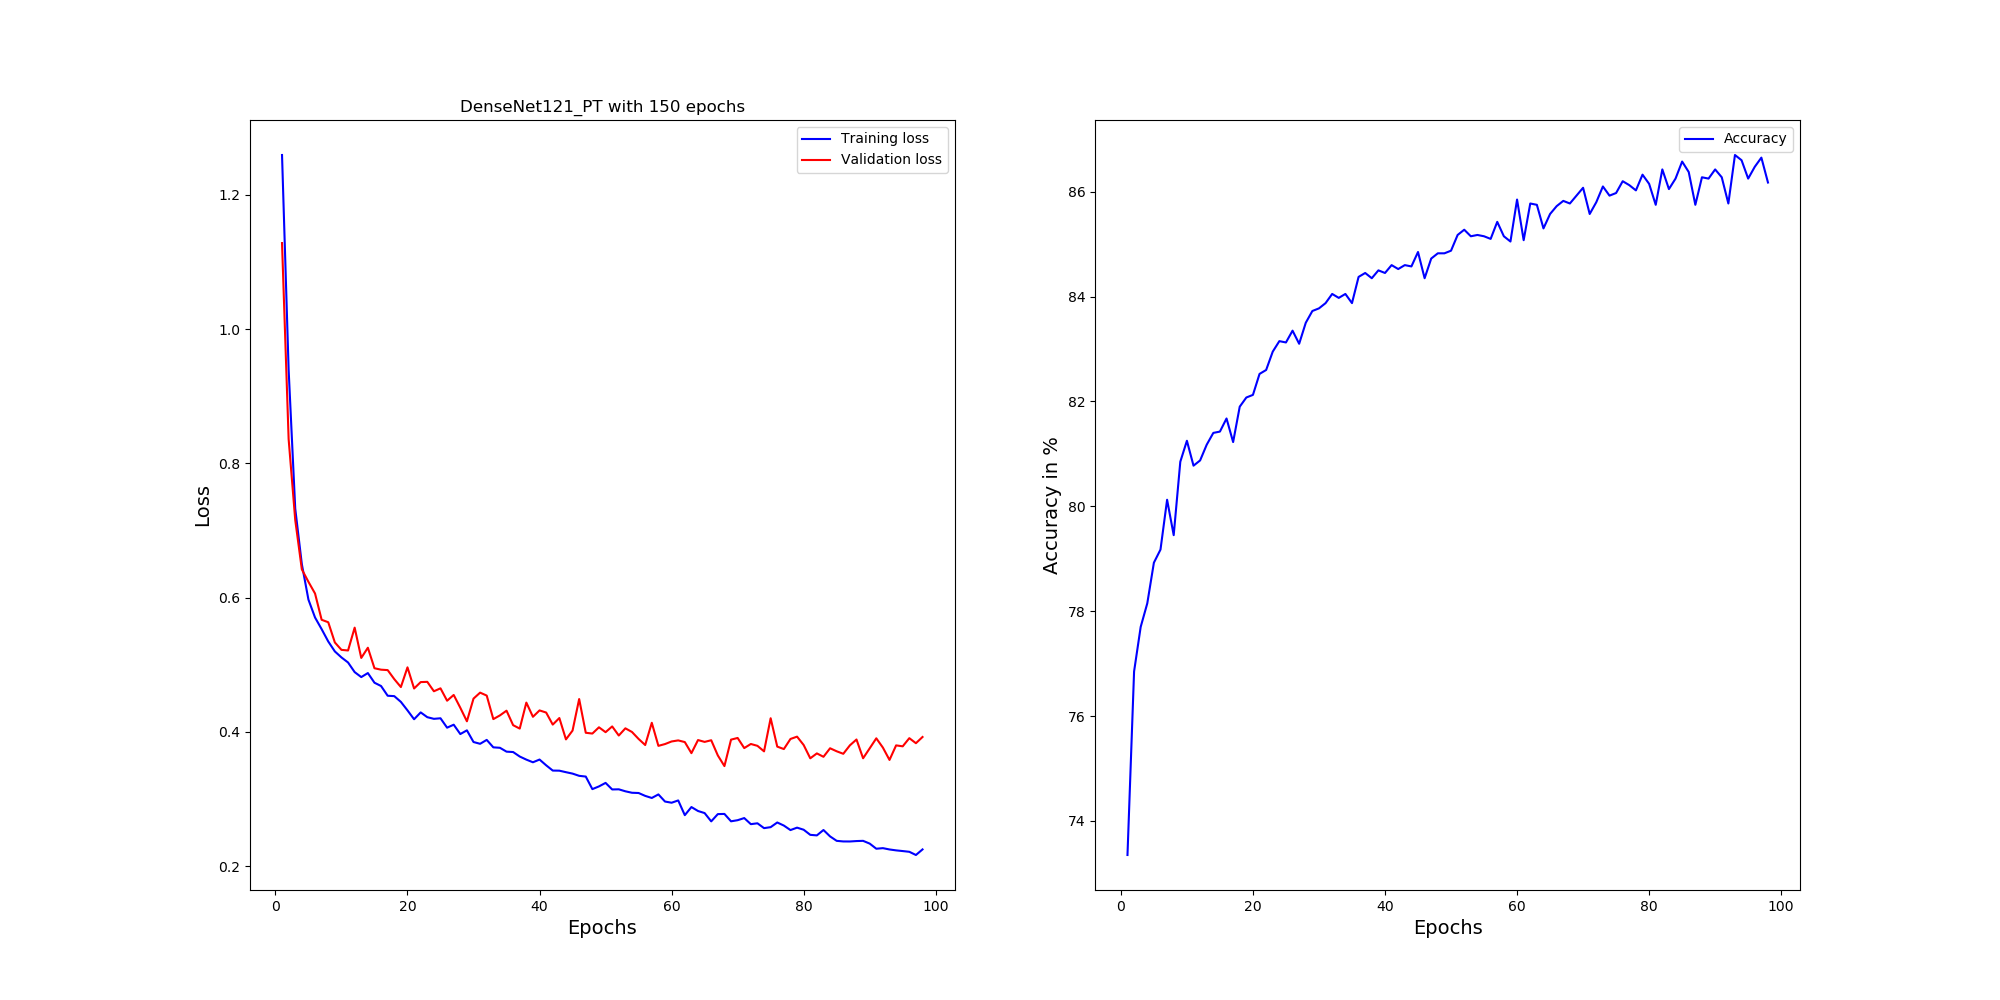 DenseNet121_PT with 150 epochs
Training loss
Validation loss
1.2
1.0
0.8
0.6
0.4
0.2
Loss
0 20 40 60 80 100
Epochs
Accuracy
86
84
82
80
78
76
74
Accuracy in %
0 20 40 60 80 100
Epochs